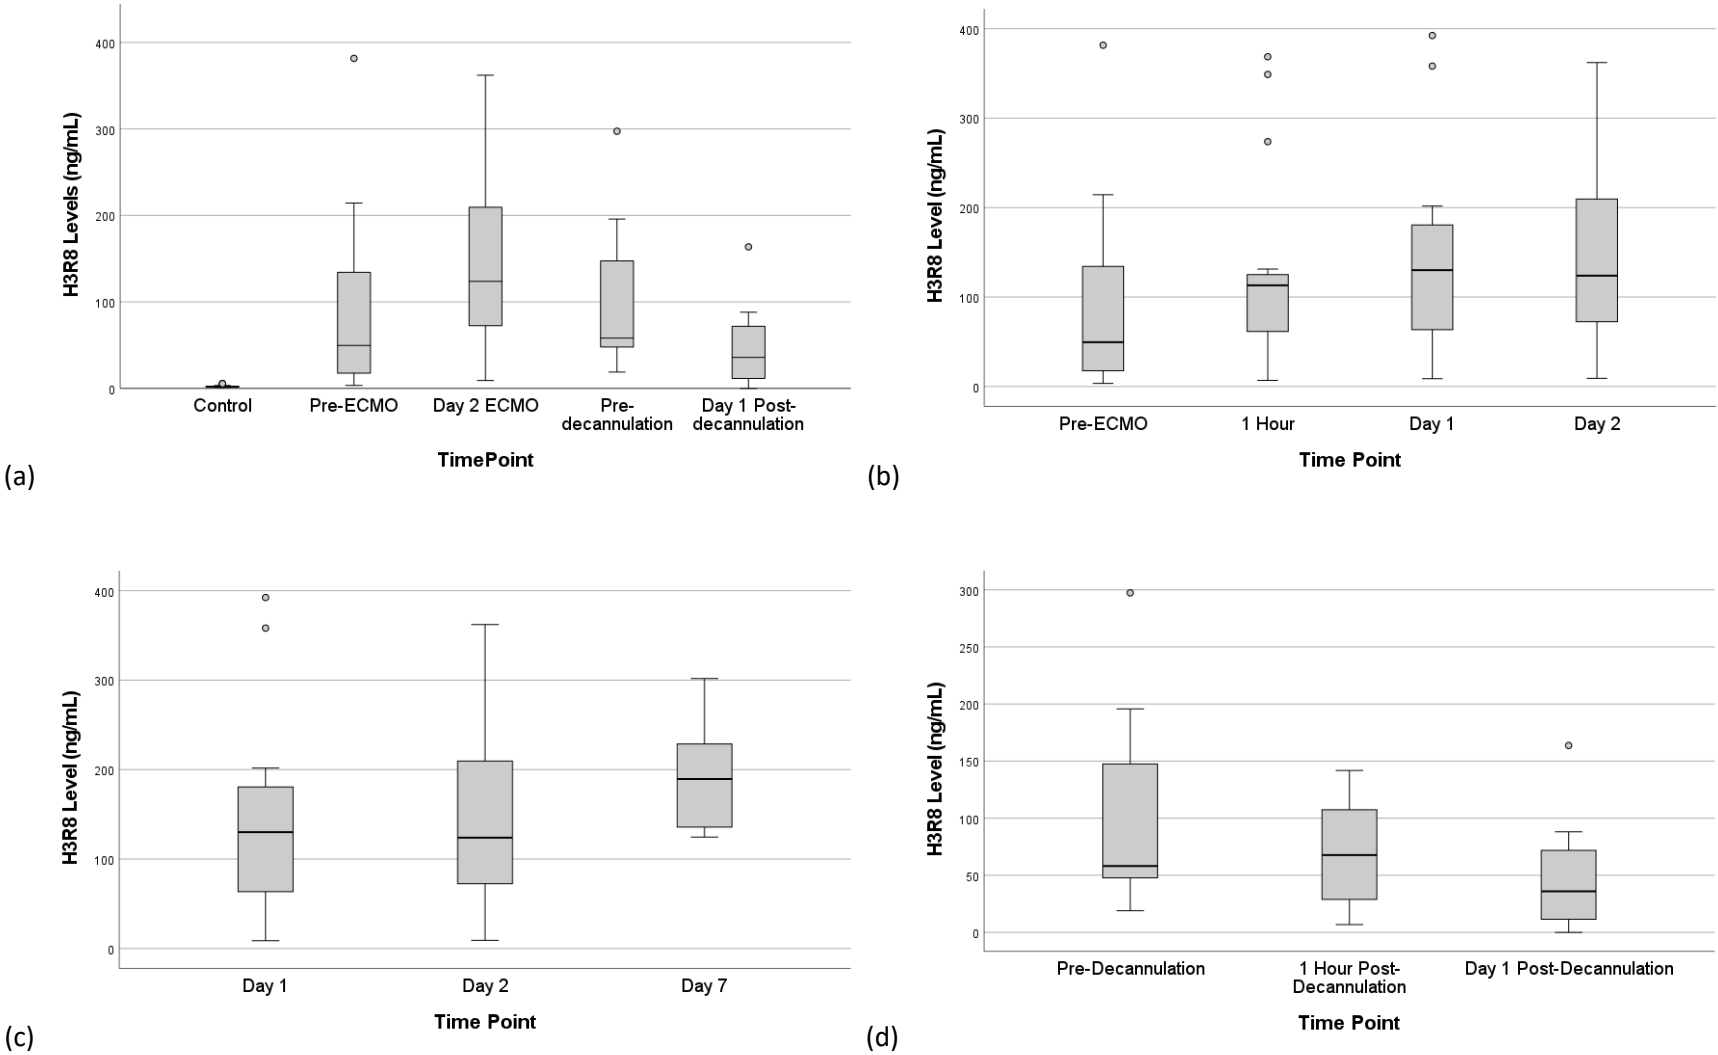 400
300
200
100
0
H3R8 Levels (ng/mL)
Control
Pre-ECMO
Day 2 ECMO
Pre-
decannulation
Day 1 Post-
decannulation
TimePoint
(a)
400
300
200
100
0
H3R8 Level (ng/mL)
Pre-ECMO
1 Hour
Day 1
Day 2
Time Point
(b)
400
300
200
100
0
H3R8 Level (ng/mL)
Day 1
Day 2
Day 7
Time Point
(c)
300
250
200
150
100
50
0
H3R8 Level (ng/mL)
Pre-Decannulation
1 Hour Post-
Decannulation
Day 1 Post-Decannulation
Time Point
(d)